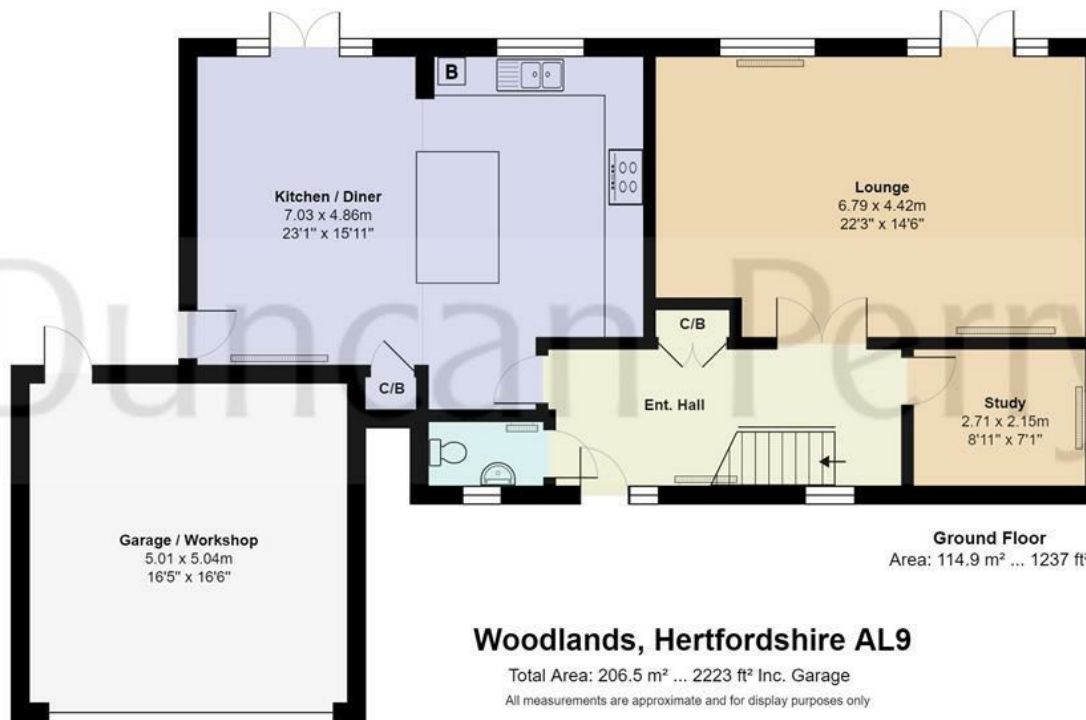 B
Kitchen / Diner
7.03 x 4.86m
23'1" x 15'11"
Lounge
6.79 x 4.42m
22'3" x 14'6"
Duncan Perry
C/B
C/B
Ent. Hall
Study
2.71 x 2.15m
8'11" x 7'1"
Garage / Workshop
5.01 x 5.04m
16'5" x 16'6"
Ground Floor
Area: 114.9 m² ... 1237 ft²
Woodlands, Hertfordshire AL9
Total Area: 206.5 m² ... 2223 ft² Inc. Garage
All measurements are approximate and for display purposes only